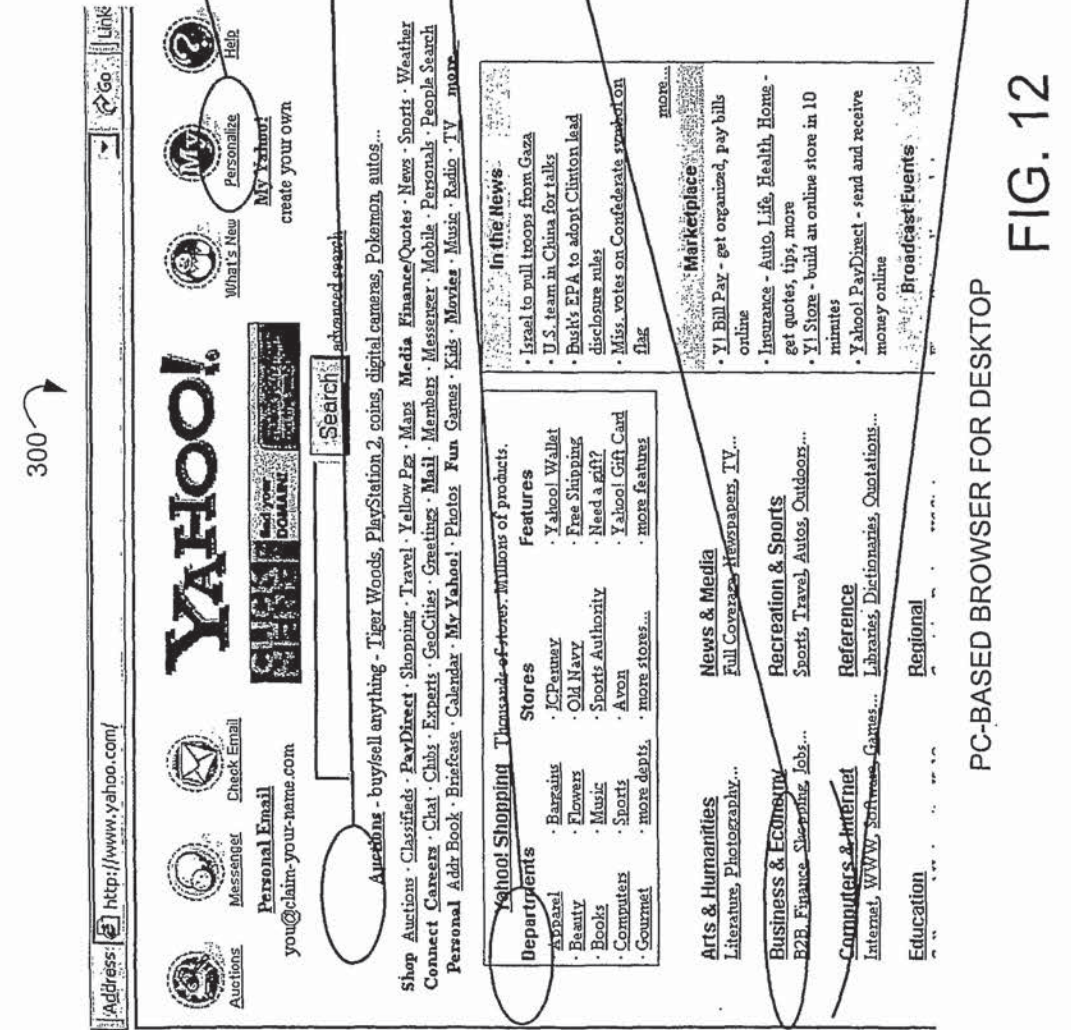 300
Address http://www.yahoo.com/ Go Link
Auctions Messenger Check Email YAHOO! What's New Personalize Help
Personal Email
you@claim-your-name.com
DOMAIN!
My Yahoo!
create your own
Search advanced search
Auctions - buy/sell anything - Tiger Woods, PlayStation 2, coins, digital cameras, Pokemon, autos...
Shop Auctions · Classifieds · PayDirect · Shopping · Travel · Yellow Pgs · Maps Media Finance/Quotes · News · Sports · Weather
Connect Careers · Chat · Clubs · Experts · GeoCities · Greetings · Mail · Members · Messenger · Mobile · Personals · People Search
Personal Addr Book · Briefcase · Calendar · My Yahoo! · Photos Fun Games · Kids · Movies · Music · Radio · TV more...
Yahoo! Shopping Thousands of stores. Millions of products.
Departments Stores Features
· Apparel · Bargains · JCPenney · Yahoo! Wallet
· Beauty · Flowers · Old Navy · Free Shipping
· Books · Music · Sports Authority · Need a gift?
· Computers · Sports · Avon · Yahoo! Gift Card
· Gourmet · more depts. · more stores... · more features
Arts & Humanities
Literature, Photography...
News & Media
Full Coverage, Newspapers, TV...
Business & Economy
B2B, Finance, Shopping, Jobs...
Recreation & Sports
Sports, Travel, Autos, Outdoors...
Computers & Internet
Internet, WWW, Software, Games...
Reference
Libraries, Dictionaries, Quotations...
Education
Regional
In the News
· Israel to pull troops from Gaza
· U.S. team in China for talks
· Bush's EPA to adopt Clinton lead
disclosure rules
· Miss. votes on Confederate symbol on
flag
more...
Marketplace
· Y! Bill Pay - get organized, pay bills
online
· Insurance - Auto, Life, Health, Home -
get quotes, tips, more
· Y! Store - build an online store in 10
minutes
· Yahoo! PayDirect - send and receive
money online
Broadcast Events
PC-BASED BROWSER FOR DESKTOP
FIG. 12